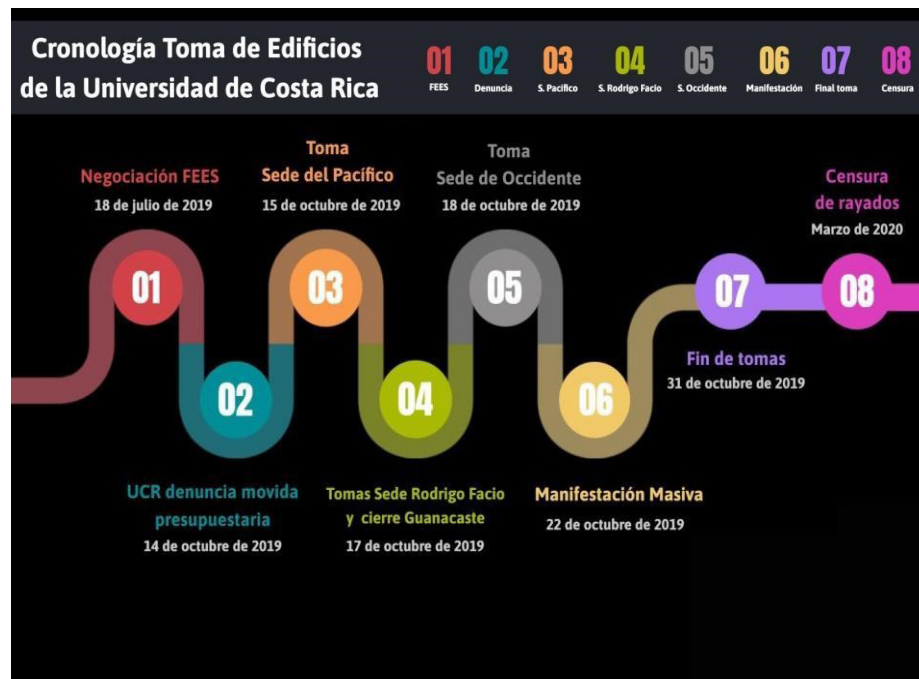 Cronología Toma de Edificios
de la Universidad de Costa Rica
01
FEES
02
Denuncia
03
S. Pacífico
04
S. Rodrigo Facio
05
S. Occidente
06
Manifestación
07
Final toma
08
Censura
Negociación FEES
18 de julio de 2019
01
02
UCR denuncia movida
presupuestaria
14 de octubre de 2019
Toma
Sede del Pacífico
15 de octubre de 2019
03
04
Tomas Sede Rodrigo Facio
y cierre Guanacaste
17 de octubre de 2019
Toma
Sede de Occidente
18 de octubre de 2019
05
06
Manifestación Masiva
22 de octubre de 2019
07
Fin de tomas
31 de octubre de 2019
Censura
de rayados
Marzo de 2020
08